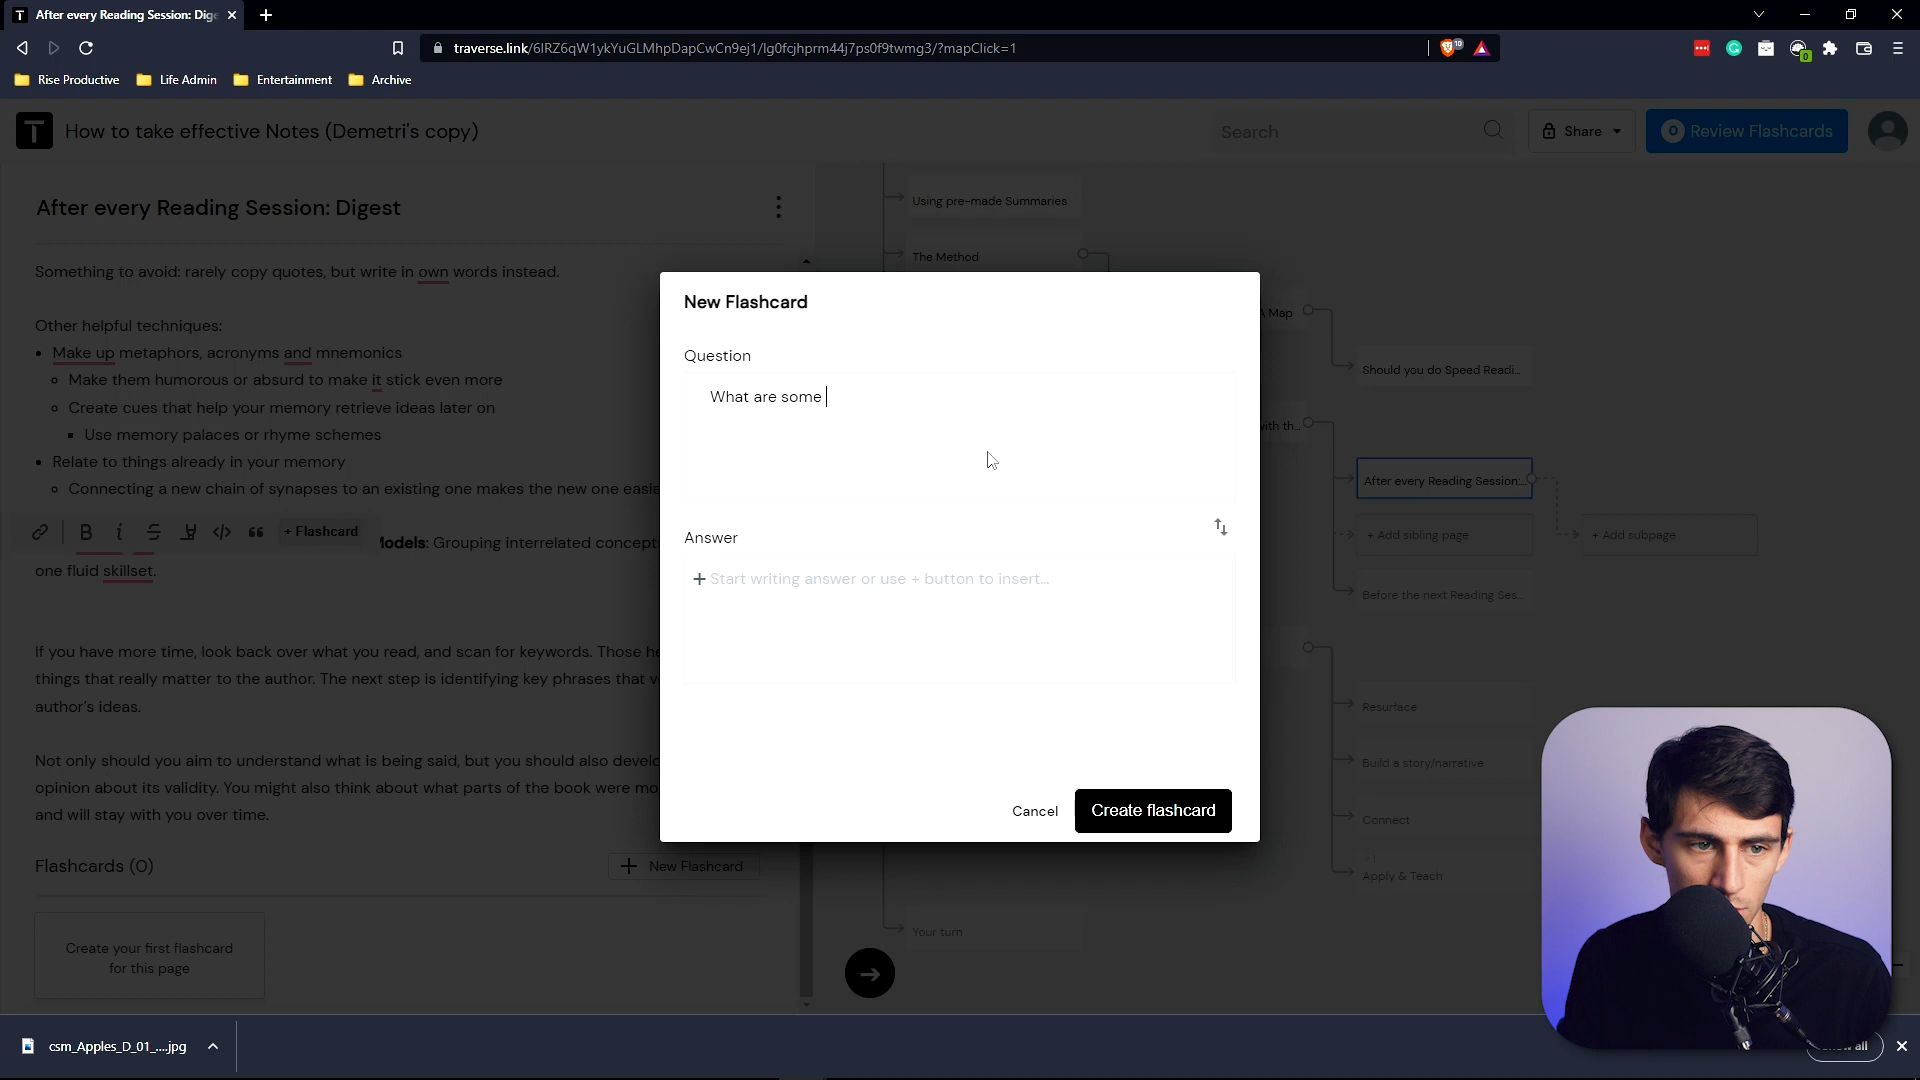 T After every Reading Session: Dige
traverse.link/6IRZ6qW1ykYuGLMhpDapCwCn9ej1/lg0fcjhprm44j7ps0f9twmg3/?mapClick=1
Rise Productive Life Admin Entertainment Archive
T How to take effective Notes (Demetri's copy)
Search
Share
0 Review Flashcards
After every Reading Session: Digest
Something to avoid: rarely copy quotes, but write in own words instead.
Other helpful techniques:
• Make up metaphors, acronyms and mnemonics
Make them humorous or absurd to make it stick even more
Create cues that help your memory retrieve ideas later on
Use memory palaces or rhyme schemes
• Relate to things already in your memory
Connecting a new chain of synapses to an existing one makes the new one easie
B i S </> + Flashcard
Models: Grouping interrelated concept
one fluid skillset.
If you have more time, look back over what you read, and scan for keywords. Those
things that really matter to the author. The next step is identifying key phrases that
author's ideas.
Not only should you aim to understand what is being said, but you should also
opinion about its validity. You might also think about what parts of the book were
and will stay with you over time.
Flashcards (0)
+ New Flashcard
Create your first flashcard
for this page
New Flashcard
Question
What are some
Answer
+ Start writing answer or use + button to insert...
Cancel
Create flashcard
Using pre-made Summaries
The Method
A Map
Should you do Speed Readi...
with th...
After every Reading Session:...
+ Add sibling page
+ Add subpage
Before the next Reading Ses...
Resurface
Build a story/narrative
Connect
Apply & Teach
Your turn
csm_Apples_D_01_....jpg
all